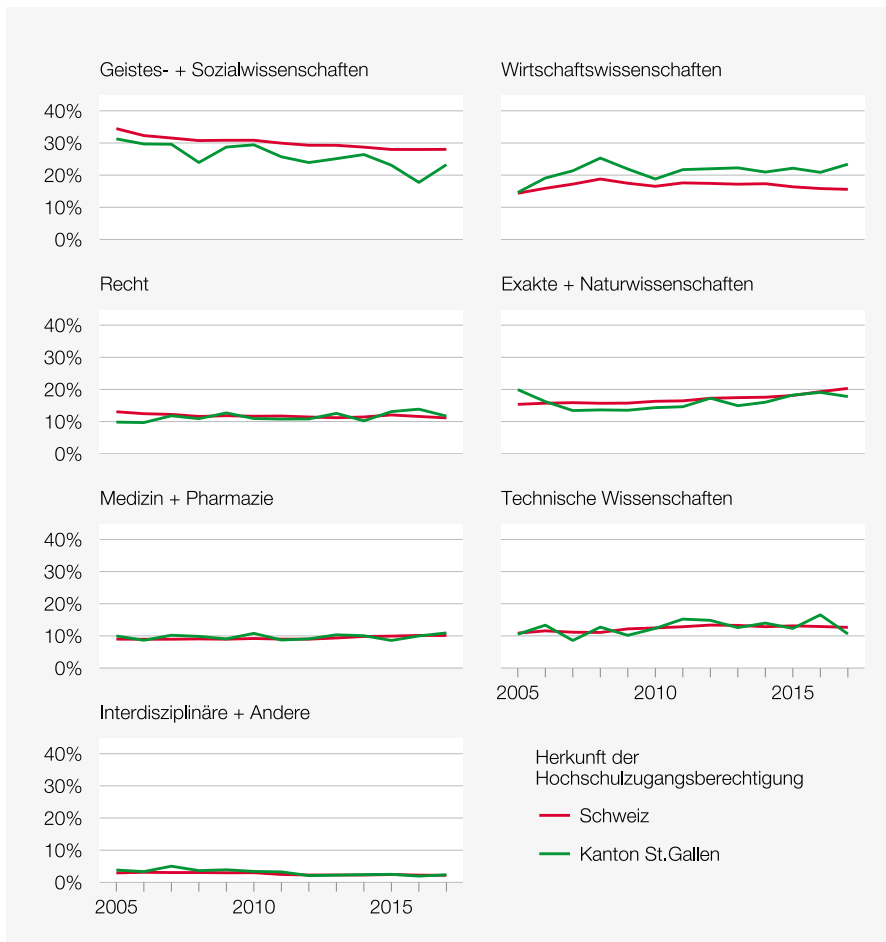 Geistes- + Sozialwissenschaften
40%
30%
20%
10%
0%
Wirtschaftswissenschaften
Recht
40%
30%
20%
10%
0%
Exakte + Naturwissenschaften
Medizin + Pharmazie
40%
30%
20%
10%
0%
Technische Wissenschaften
2005 2010 2015
Interdisziplinäre + Andere
40%
30%
20%
10%
0%
2005 2010 2015
Herkunft der
Hochschulzugangsberechtigung
Schweiz
Kanton St.Gallen